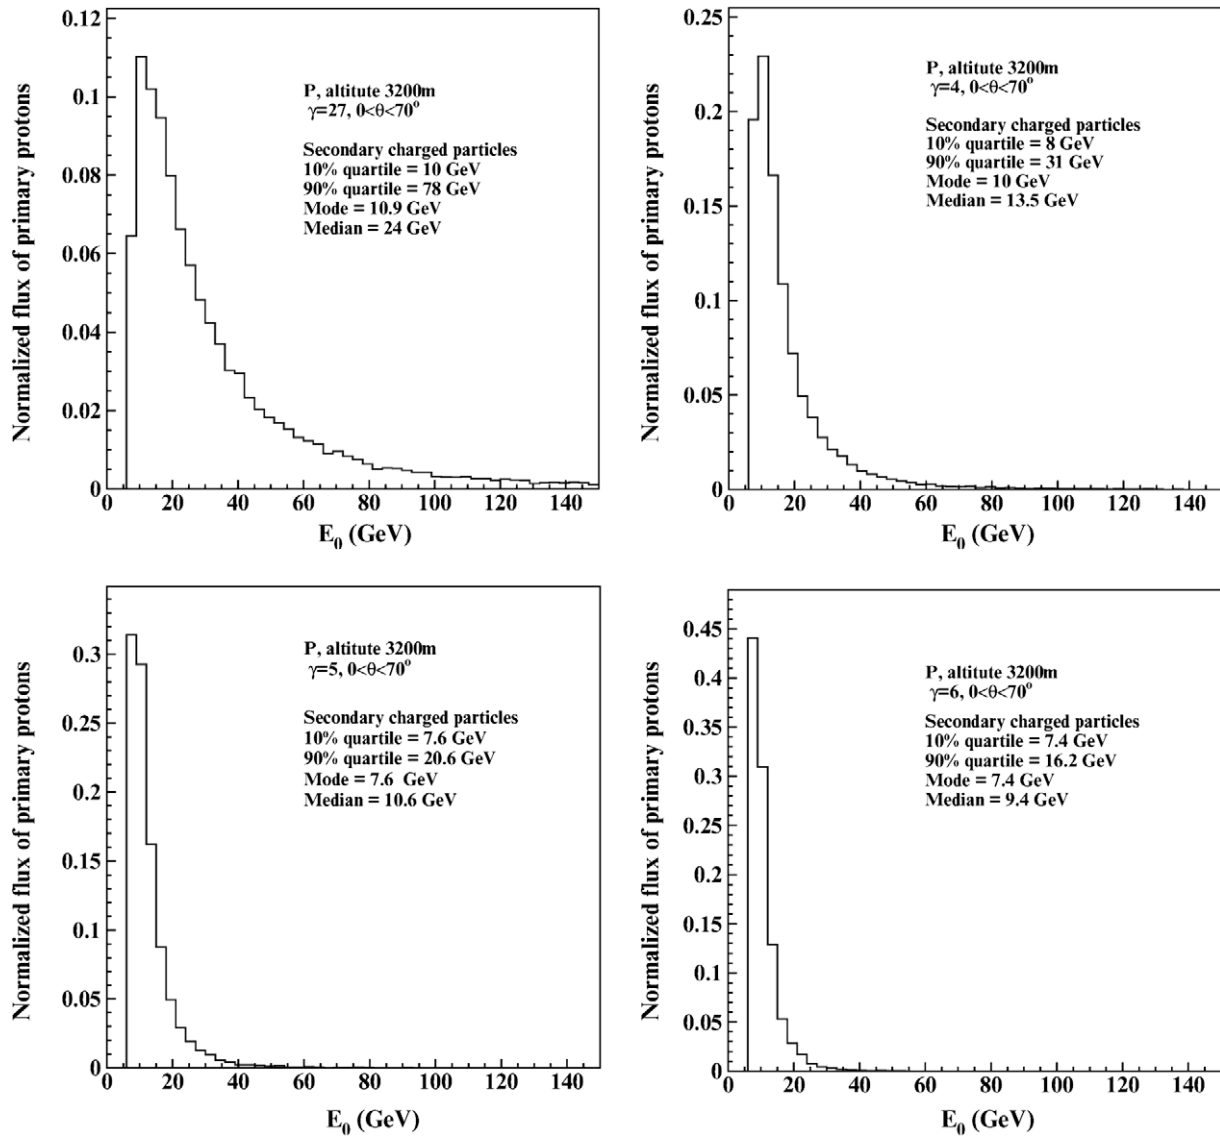 0.12
0.1
0.08
0.06
0.04
0.02
0
Normalized flux of primary protons
P, altitute 3200m
γ=27, 0<θ<70°
Secondary charged particles
10% quartile = 10 GeV
90% quartile = 78 GeV
Mode = 10.9 GeV
Median = 24 GeV
0 20 40 60 80 100 120 140
E₀ (GeV)
0.25
0.2
0.15
0.1
0.05
0
Normalized flux of primary protons
P, altitute 3200m
γ=4, 0<θ<70°
Secondary charged particles
10% quartile = 8 GeV
90% quartile = 31 GeV
Mode = 10 GeV
Median = 13.5 GeV
0 20 40 60 80 100 120 140
E₀ (GeV)
0.3
0.25
0.2
0.15
0.1
0.05
0
Normalized flux of primary protons
P, altitute 3200m
γ=5, 0<θ<70°
Secondary charged particles
10% quartile = 7.6 GeV
90% quartile = 20.6 GeV
Mode = 7.6 GeV
Median = 10.6 GeV
0 20 40 60 80 100 120 140
E₀ (GeV)
0.45
0.4
0.35
0.3
0.25
0.2
0.15
0.1
0.05
0
Normalized flux of primary protons
P, altitute 3200m
γ=6, 0<θ<70°
Secondary charged particles
10% quartile = 7.4 GeV
90% quartile = 16.2 GeV
Mode = 7.4 GeV
Median = 9.4 GeV
0 20 40 60 80 100 120 140
E₀ (GeV)